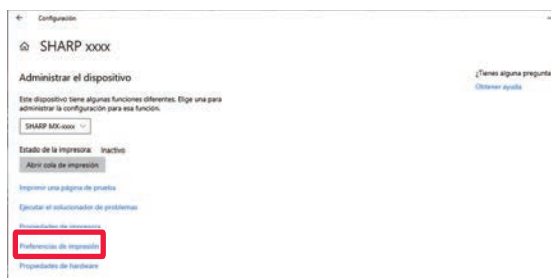 Configuración
SHARP xxxx
Administrar el dispositivo
Este dispositivo tiene algunas funciones diferentes. Elige una para
administrar la configuración para esa función.
SHARP MX-xxxx
Estado de la impresora: Inactivo
Abrir cola de impresión
Imprimir una página de prueba
Ejecutar el solucionador de problemas
Propiedades de impresora
Preferencias de impresión
Propiedades de hardware
¿Tienes alguna pregunta
Obtener ayuda